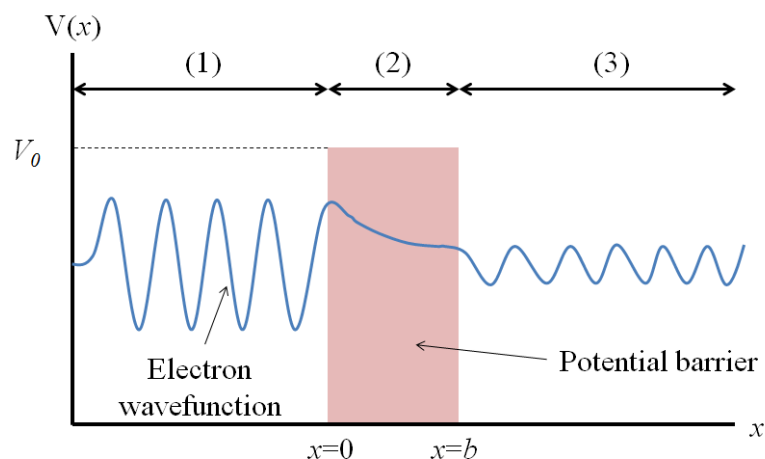 V(x)
(1) (2) (3)
V₀
Electron
wavefunction
Potential barrier
x=0 x=b
x